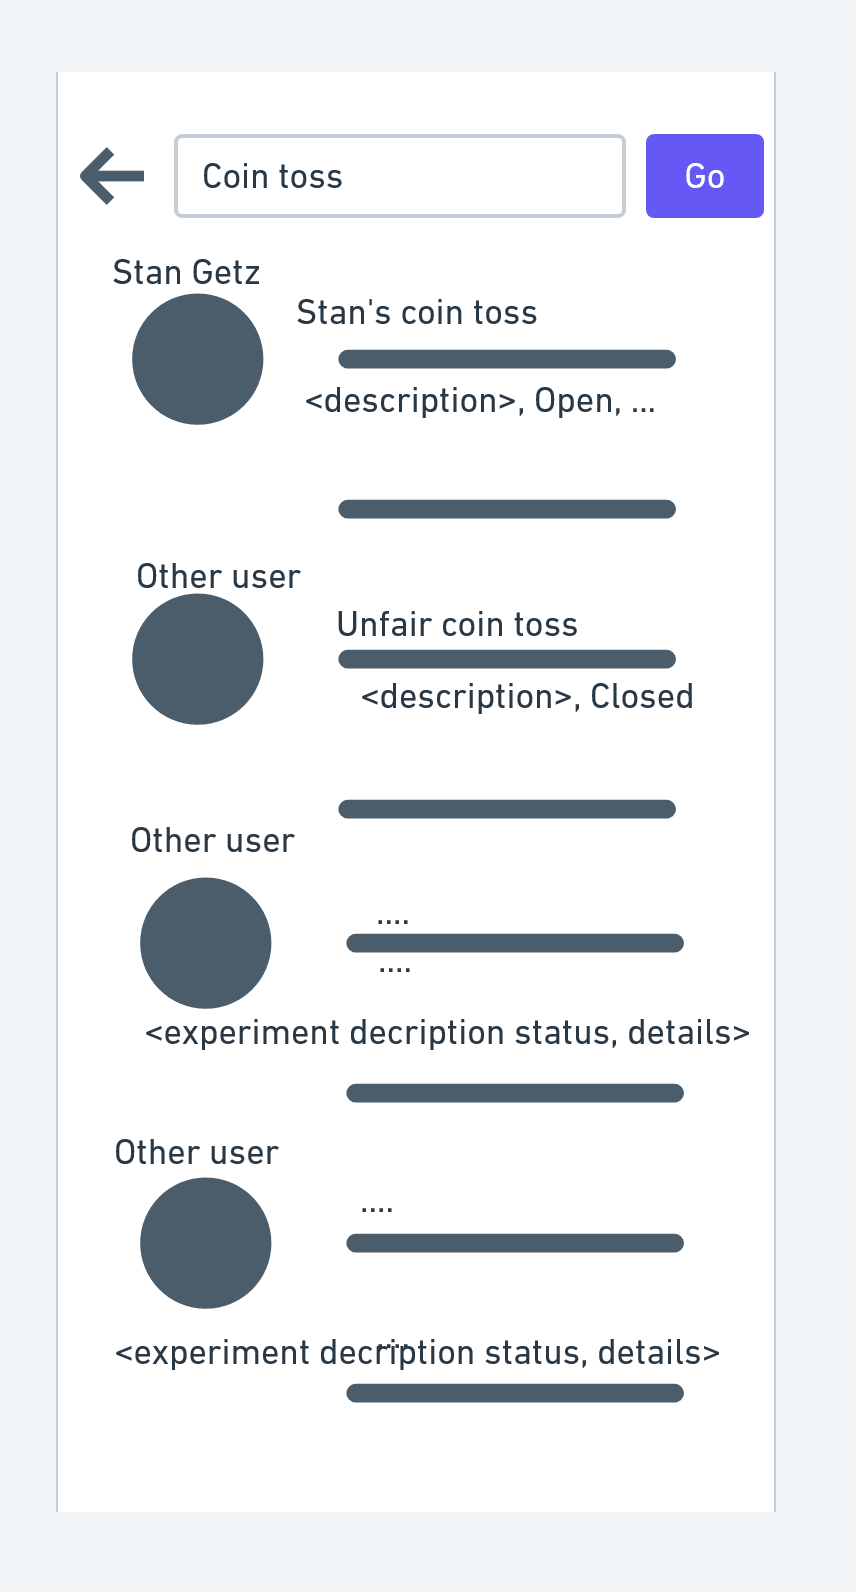 Coin toss
Go
Stan Getz
Stan's coin toss
<description>, Open, ...
Other user
Unfair coin toss
<description>, Closed
Other user
....
....
<experiment decription status, details>
Other user
....
....
<experiment decription status, details>